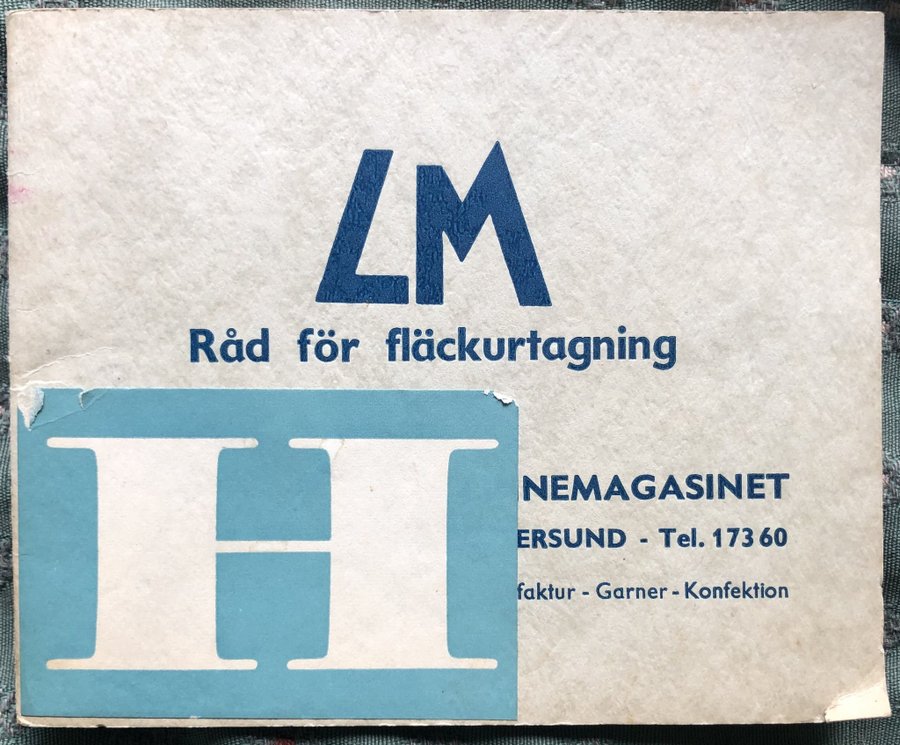 LM
Råd för fläckurtagning
H
NEMAGASINET
ERSUND - Tel. 173 60
faktur - Garner - Konfektion